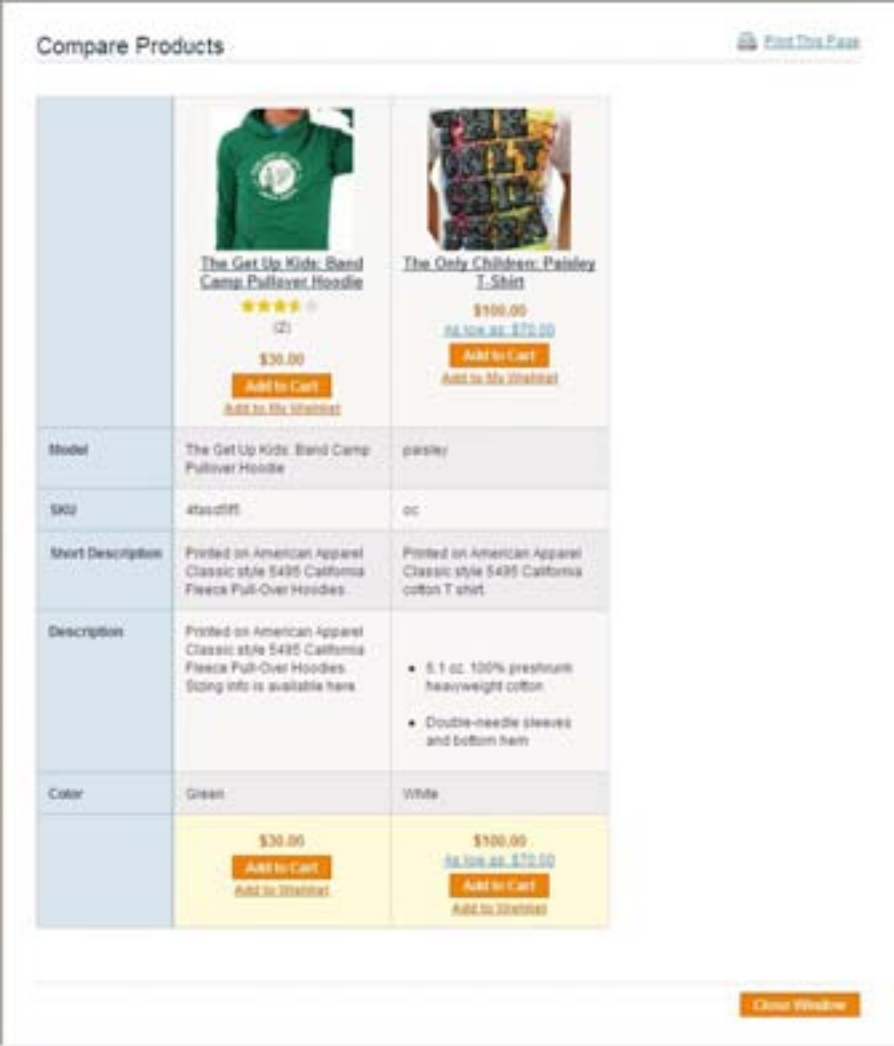 Compare Products
Print This Page
THE
ONLY
CHILDREN
The Get Up Kids: Band
Camp Pullover Hoodie
(2)
$30.00
Add to Cart
Add to My Wishlist
The Only Children: Paisley
T-Shirt
$100.00
As low as: $70.00
Add to Cart
Add to My Wishlist
Model
The Get Up Kids: Band Camp
Pullover Hoodie
paisley
SKU
oc
Short Description
Printed on American Apparel
Classic style 5495 California
Fleece Pull-Over Hoodies.
Printed on American Apparel
Classic style 5495 California
cotton T shirt.
Description
Printed on American Apparel
Classic style 5495 California
Fleece Pull-Over Hoodies.
Sizing info is available here.
• 6.1 oz. 100% preshrunk
heavyweight cotton
• Double-needle sleeves
and bottom hem
Color
Green
White
$30.00
Add to Cart
Add to Wishlist
$100.00
As low as: $70.00
Add to Cart
Add to Wishlist
Close Window